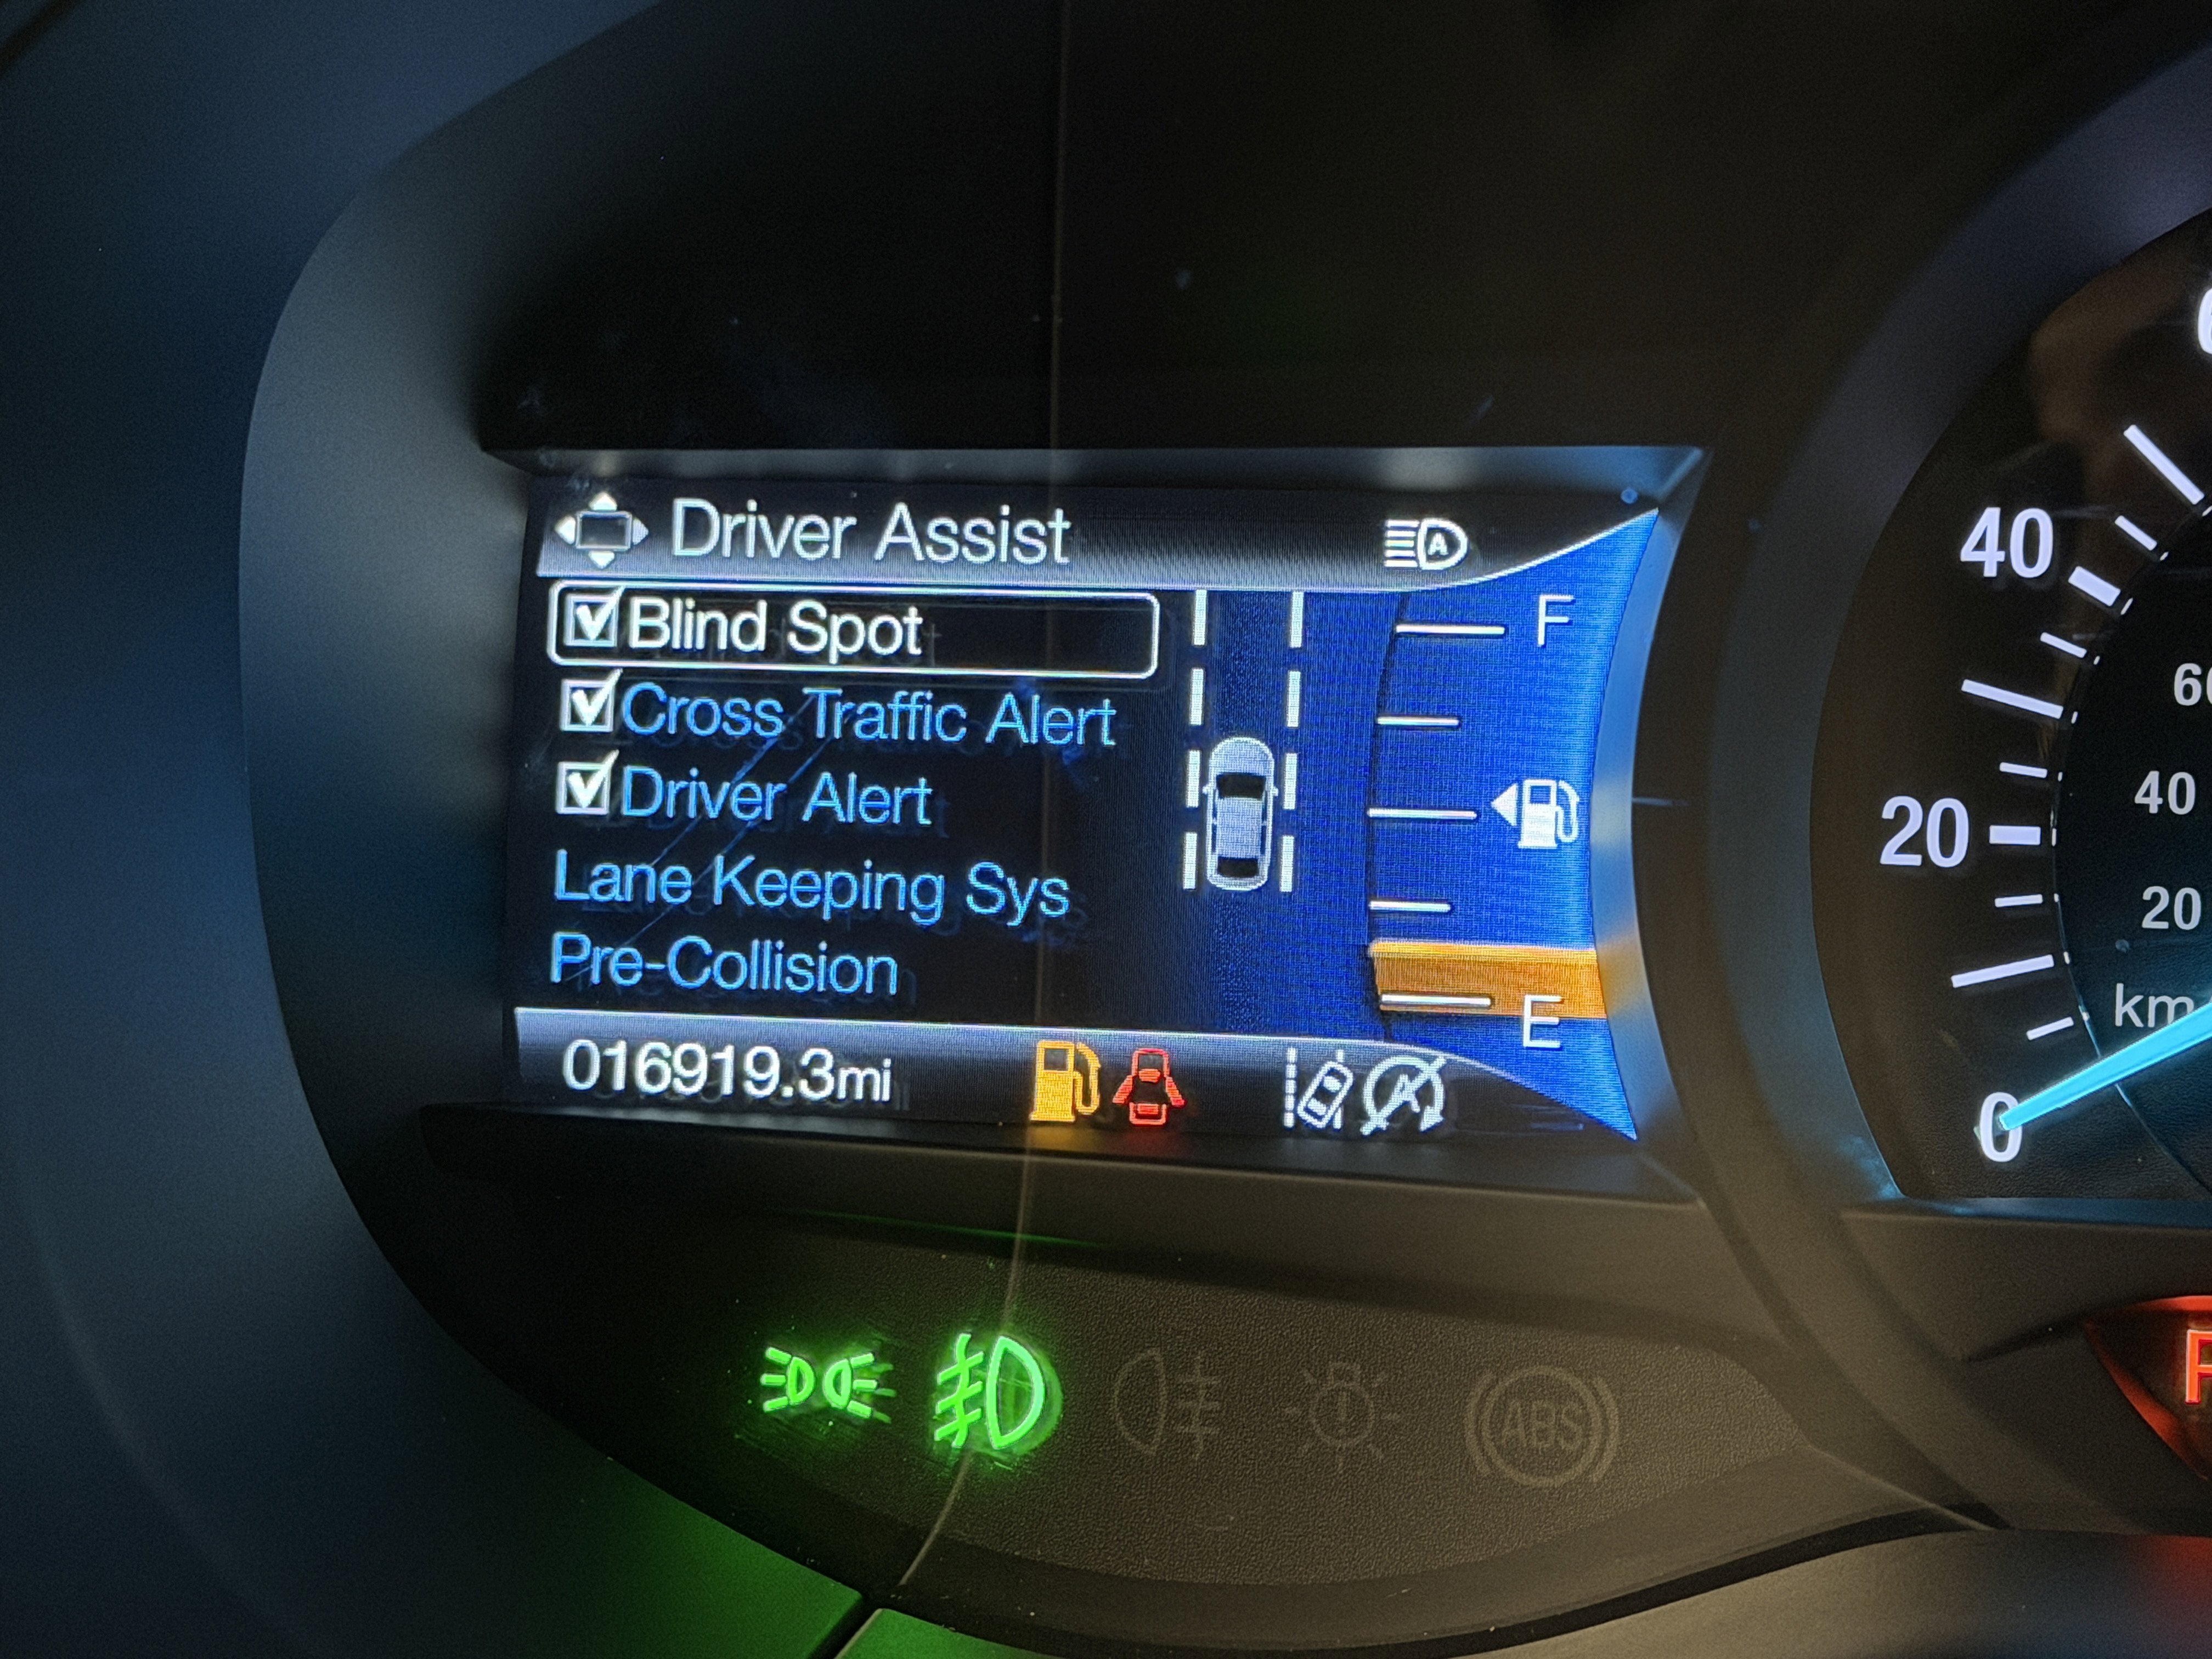 Driver Assist
Blind Spot
Cross Traffic Alert
Driver Alert
Lane Keeping Sys
Pre-Collision
016919.3mi
A
F
E
A
40
20
0
40
20
km
ABS